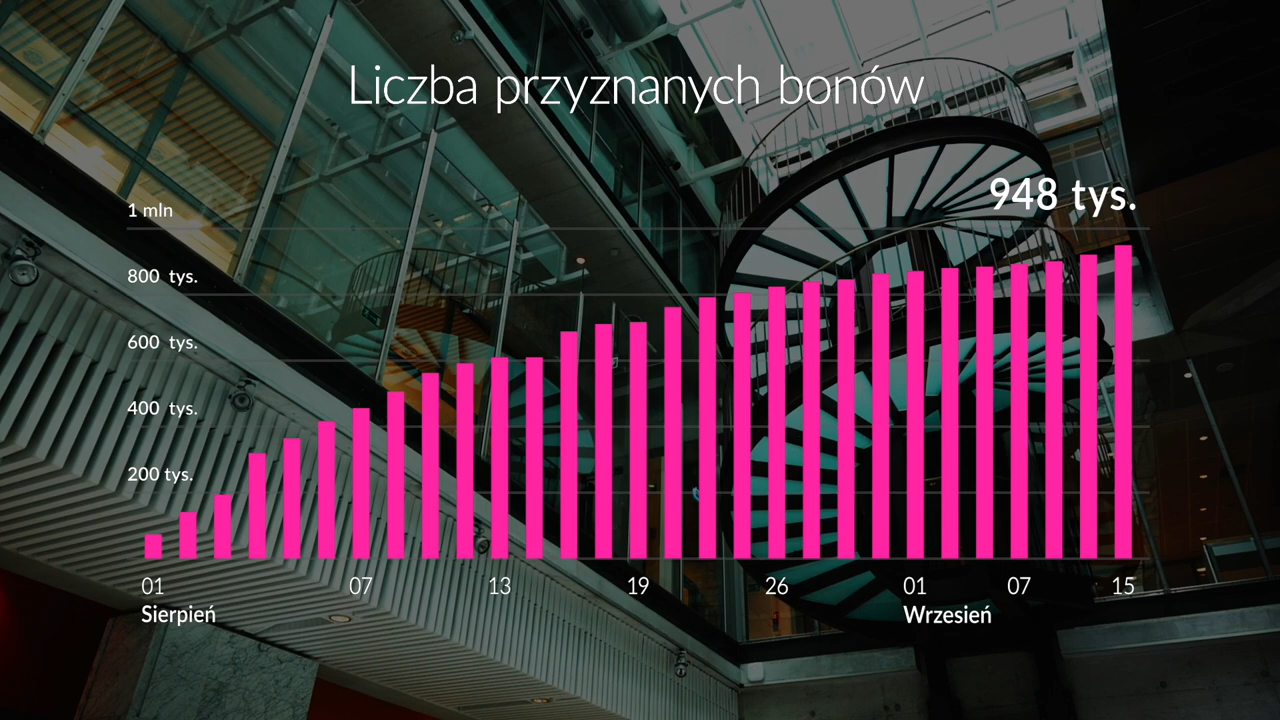 Liczba przyznanych bonów
948 tys.
1 mln
800 tys.
600 tys.
400 tys.
200 tys.
01 07 13 19 26 01 07 15
Sierpień Wrzesień